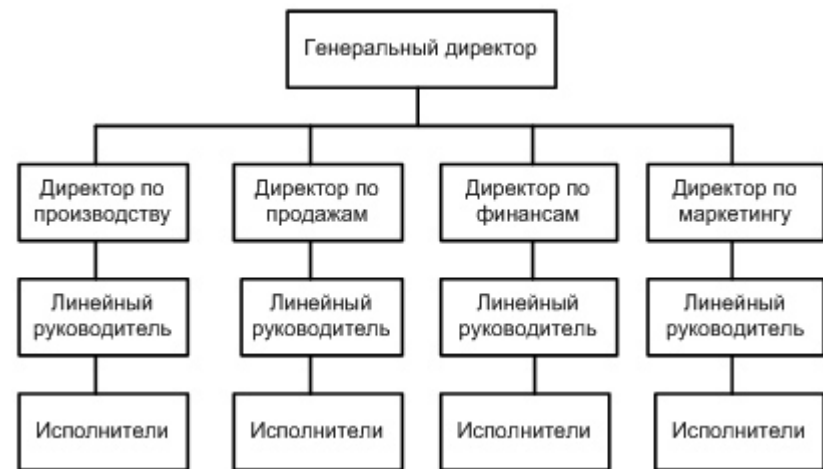 Генеральный директор
Директор по
производству
Директор по
продажам
Директор по
финансам
Директор по
маркетингу
Линейный
руководитель
Линейный
руководитель
Линейный
руководитель
Линейный
руководитель
Исполнители
Исполнители
Исполнители
Исполнители